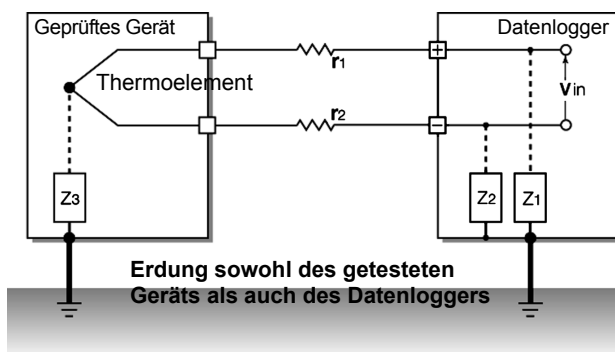 Geprüftes Gerät
Datenlogger
Thermoelement
r1
r2
+
−
Vin
Z3
Z2
Z1
Erdung sowohl des getesteten
Geräts als auch des Datenloggers